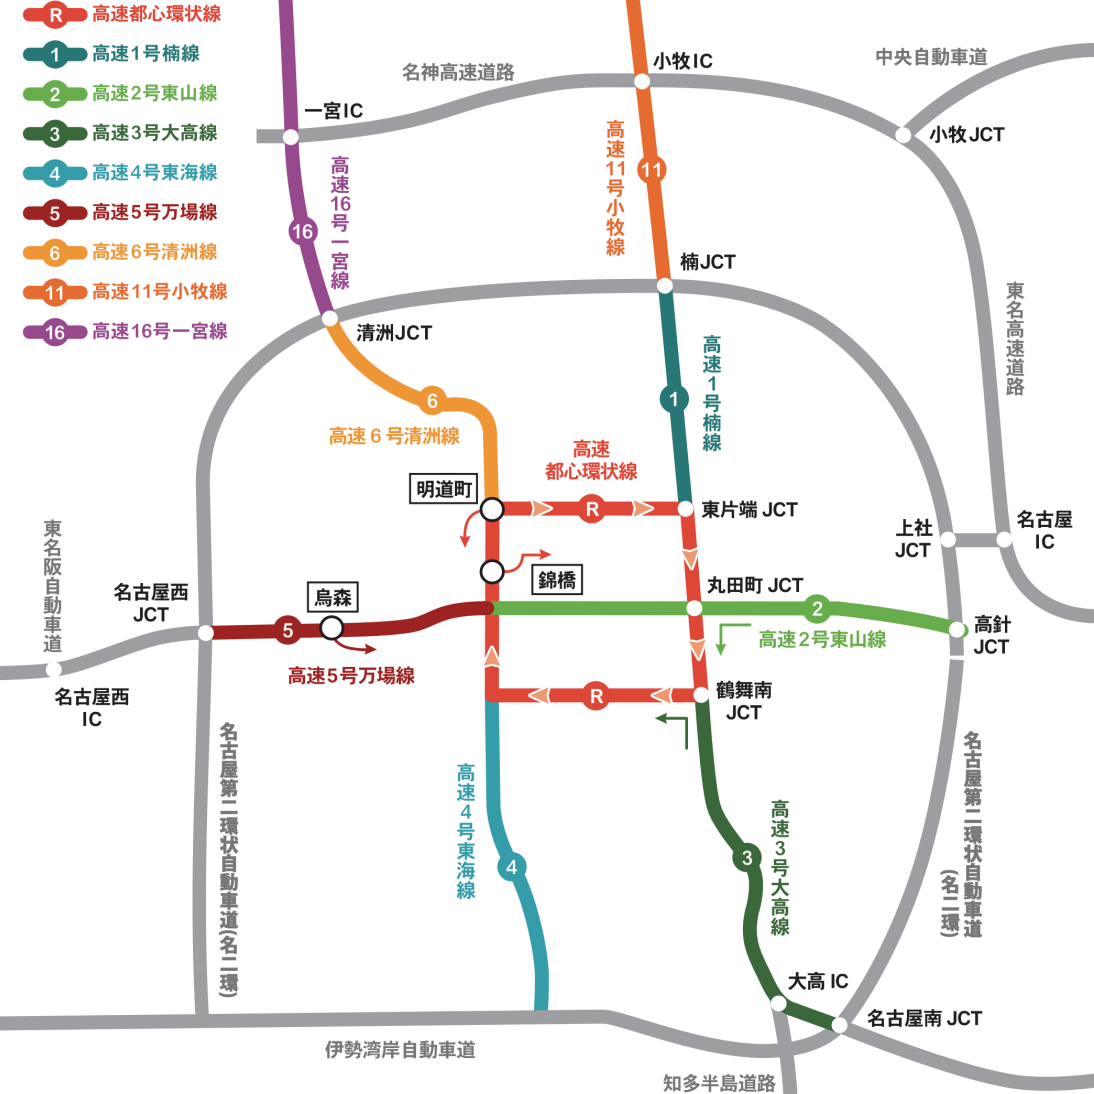 R 高速都心環状線
1 高速1号楠線
2 高速2号東山線
3 高速3号大高線
4 高速4号東海線
5 高速5号万場線
6 高速6号清洲線
11 高速11号小牧線
16 高速16号一宮線
名神高速道路
小牧IC
中央自動車道
一宮IC
小牧JCT
高速11号小牧線
11
高速16号一宮線
16
楠JCT
東名高速道路
清洲JCT
高速1号楠線
1
6
高速6号清洲線
高速
都心環状線
明道町
R
東片端 JCT
上社
JCT
名古屋
IC
東名阪自動車道
錦橋
丸田町 JCT
名古屋西
JCT
烏森
5
2
高速2号東山線
高針
JCT
高速5号万場線
名古屋西
IC
R
鶴舞南
JCT
名古屋第二環状自動車道(名二環)
高速4号東海線
4
高速3号大高線
3
名古屋第二環状自動車道
(名二環)
大高 IC
名古屋南 JCT
伊勢湾岸自動車道
知多半島道路